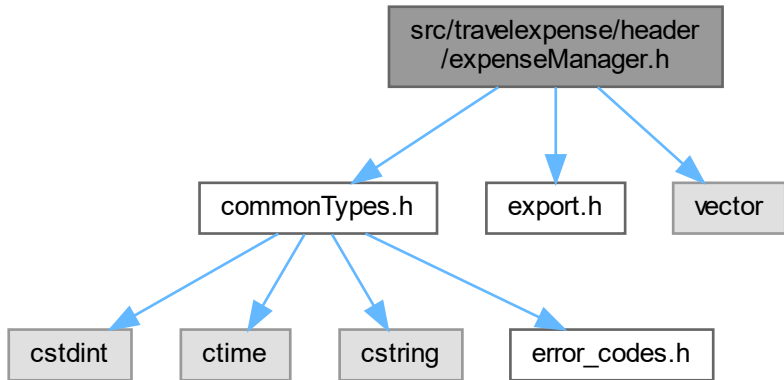 src/travelexpense/header
/expenseManager.h
commonTypes.h
export.h
vector
cstdint
ctime
cstring
error_codes.h